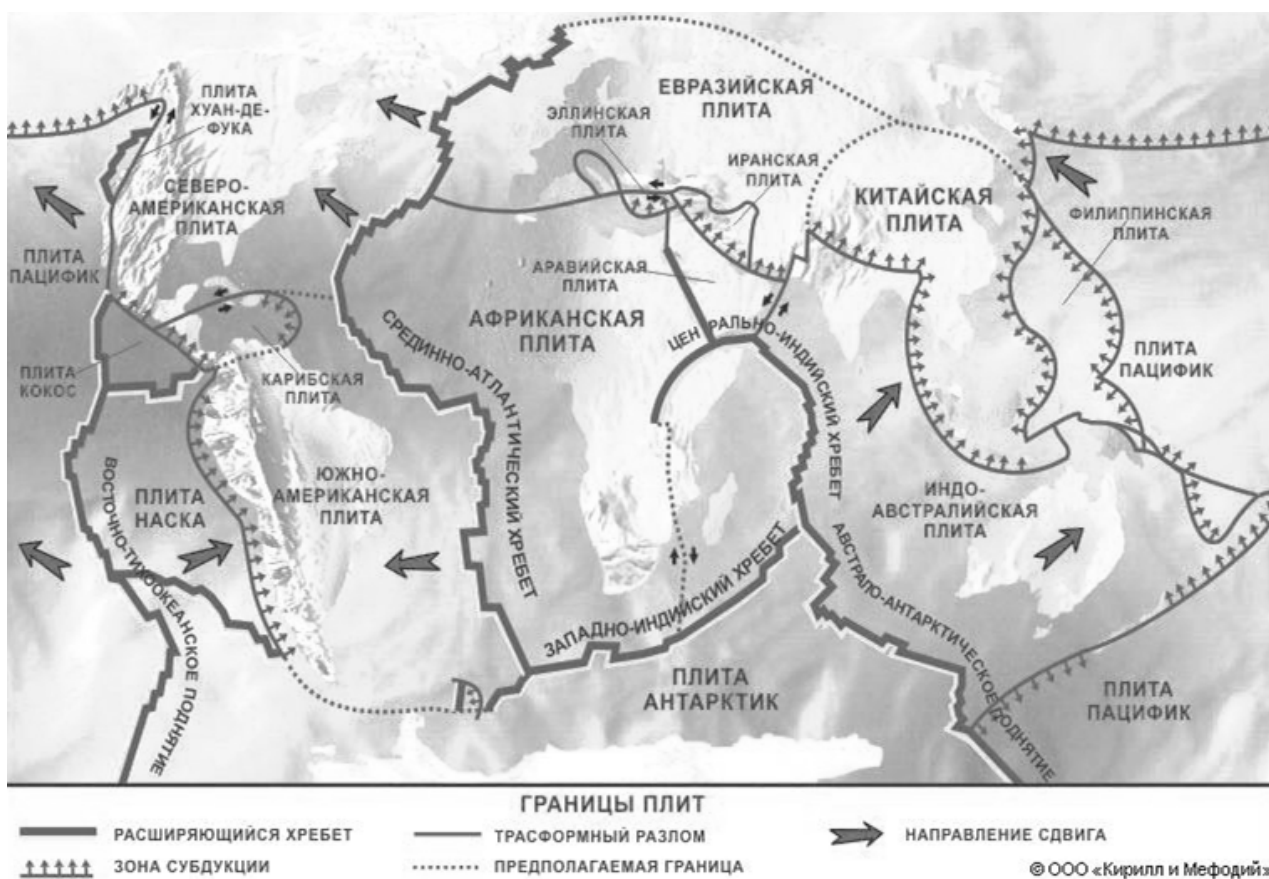 ЕВРАЗИЙСКАЯ
ПЛИТА
ПЛИТА
ХУАН-ДЕ-
ФУКА
ЭЛЛИНСКАЯ
ПЛИТА
ИРАНСКАЯ
ПЛИТА
СЕВЕРО-
АМЕРИКАНСКАЯ
ПЛИТА
КИТАЙСКАЯ
ПЛИТА
ФИЛИППИНСКАЯ
ПЛИТА
ПЛИТА
ПАЦИФИК
АРАВИЙСКАЯ
ПЛИТА
АФРИКАНСКАЯ
ПЛИТА
ЦЕН РАЛЬНО-ИНДИЙСКИЙ ХРЕБЕТ
СРЕДИННО-АТЛАНТИЧЕСКИЙ ХРЕБЕТ
ПЛИТА
КОКОС
КАРИБСКАЯ
ПЛИТА
ПЛИТА
ПАЦИФИК
ВОСТОЧНО-ТИХООКЕАНСКОЕ ПОДНЯТИЕ
ПЛИТА
НАСКА
ЮЖНО-
АМЕРИКАНСКАЯ
ПЛИТА
ИНДО-
АВСТРАЛИЙСКАЯ
ПЛИТА
ЗАПАДНО-ИНДИЙСКИЙ ХРЕБЕТ
АВСТРАЛО-АНТАРКТИЧЕСКОЕ ПОДНЯТИЕ
ПЛИТА
АНТАРКТИК
ПЛИТА
ПАЦИФИК
ГРАНИЦЫ ПЛИТ
РАСШИРЯЮЩИЙСЯ ХРЕБЕТ
ТРАСФОРМНЫЙ РАЗЛОМ
НАПРАВЛЕНИЕ СДВИГА
ЗОНА СУБДУКЦИИ
ПРЕДПОЛАГАЕМАЯ ГРАНИЦА
© ООО «Кирилл и Мефодий»